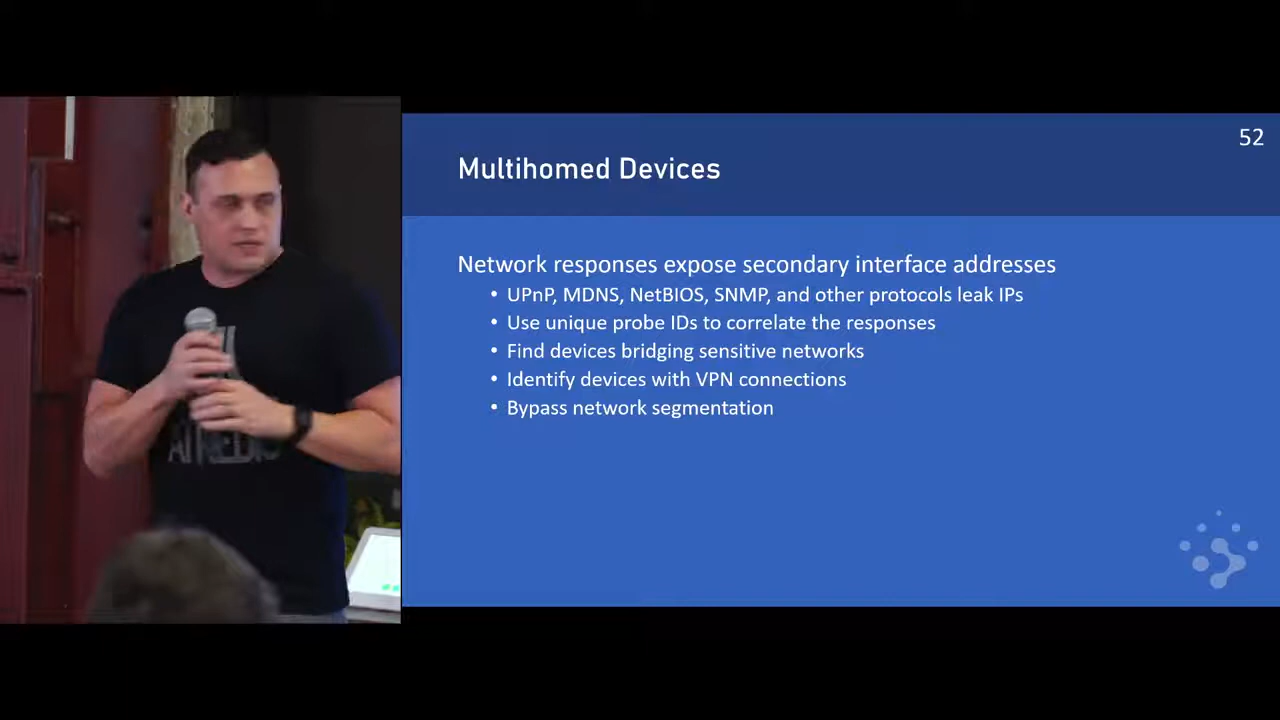 52
Multihomed Devices
Network responses expose secondary interface addresses
• UPnP, MDNS, NetBIOS, SNMP, and other protocols leak IPs
• Use unique probe IDs to correlate the responses
• Find devices bridging sensitive networks
• Identify devices with VPN connections
• Bypass network segmentation